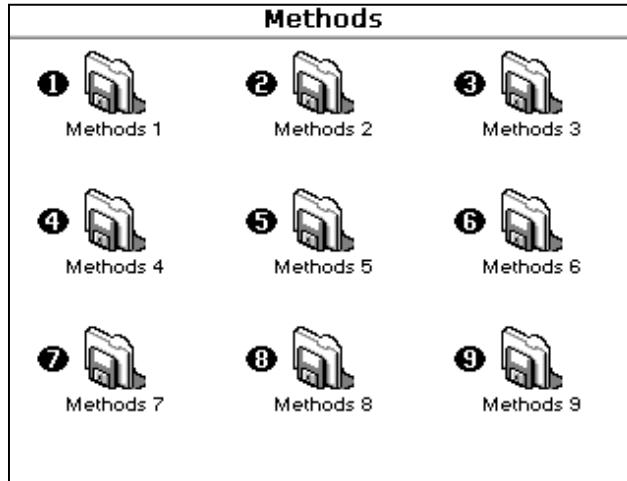 Methods
1 2 3
Methods 1 Methods 2 Methods 3
4 5 6
Methods 4 Methods 5 Methods 6
7 8 9
Methods 7 Methods 8 Methods 9